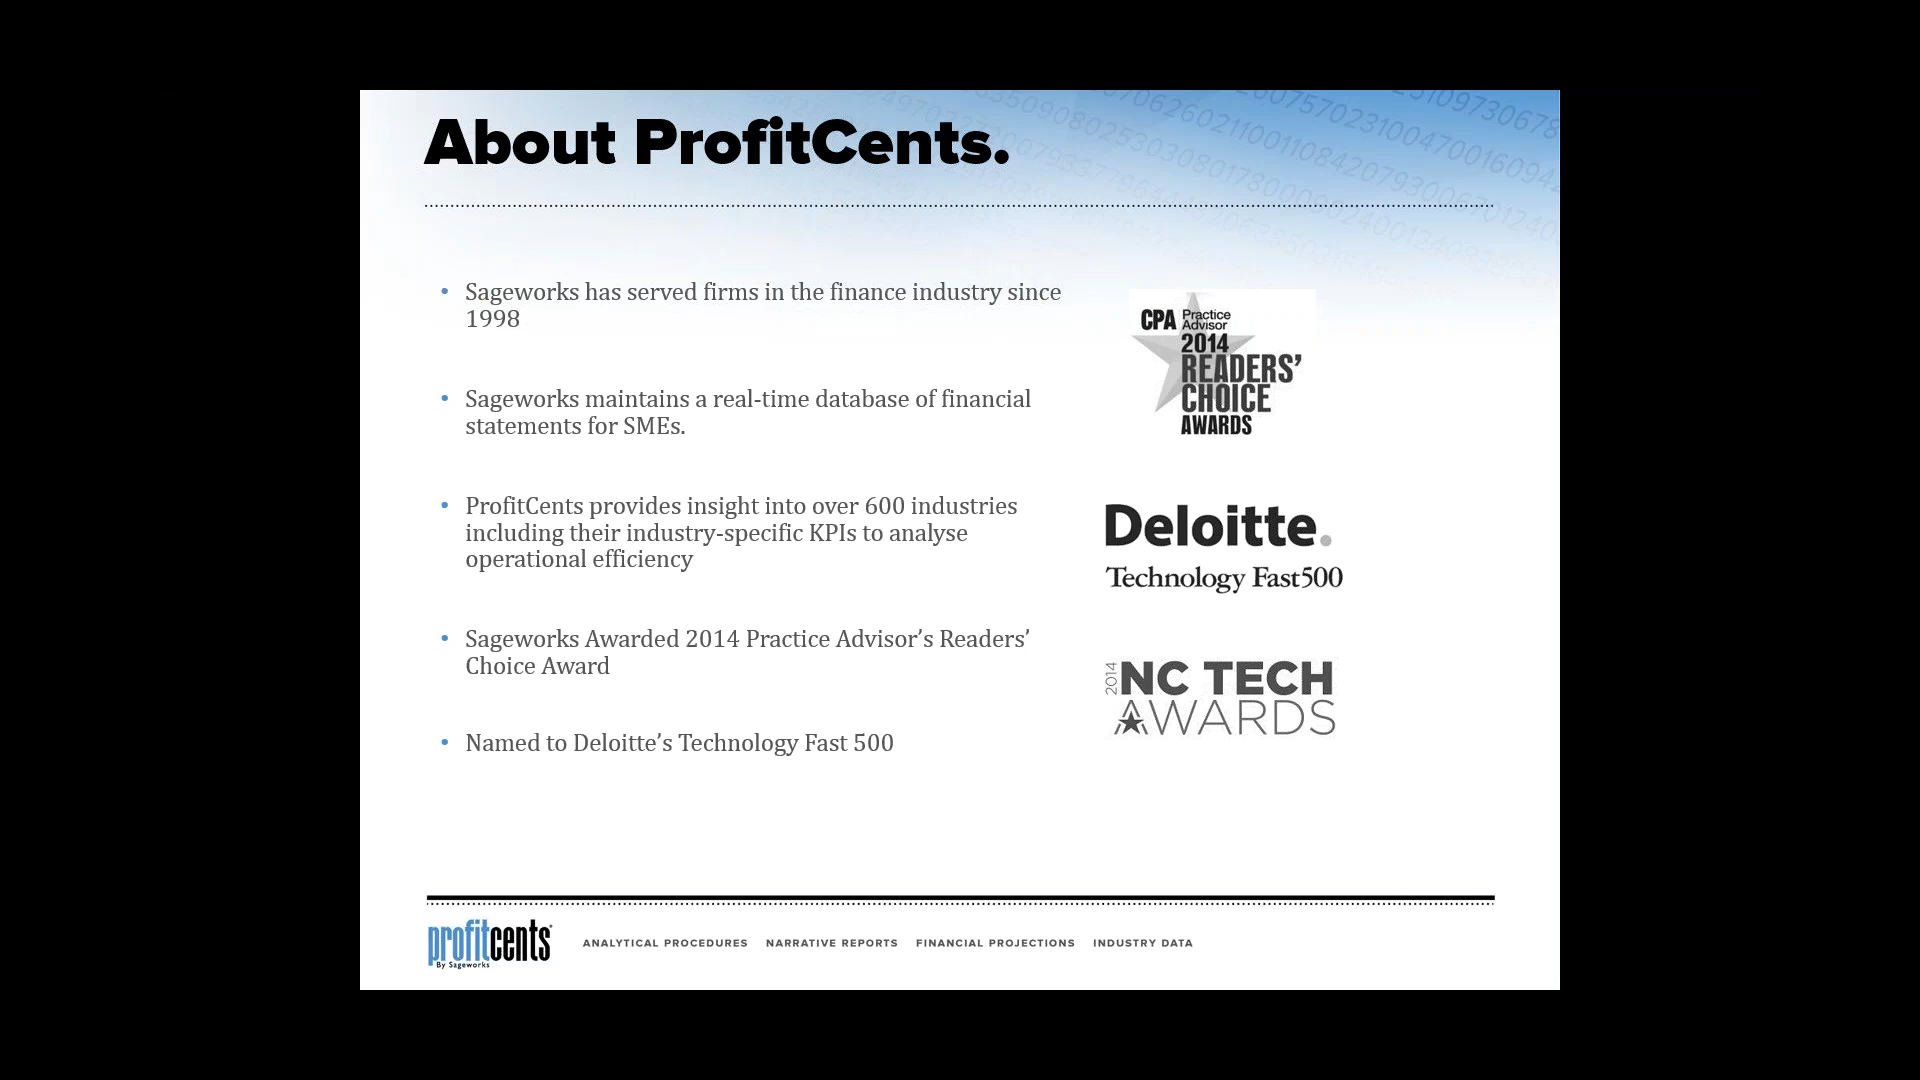 About ProfitCents.
• Sageworks has served firms in the finance industry since
1998
• Sageworks maintains a real-time database of financial
statements for SMEs.
• ProfitCents provides insight into over 600 industries
including their industry-specific KPIs to analyse
operational efficiency
• Sageworks Awarded 2014 Practice Advisor’s Readers’
Choice Award
• Named to Deloitte’s Technology Fast 500
CPA Practice
Advisor
2014
READERS’
CHOICE
AWARDS
Deloitte.
Technology Fast500
2014 NC TECH
AWARDS
profitcents
By Sageworks
ANALYTICAL PROCEDURES NARRATIVE REPORTS FINANCIAL PROJECTIONS INDUSTRY DATA